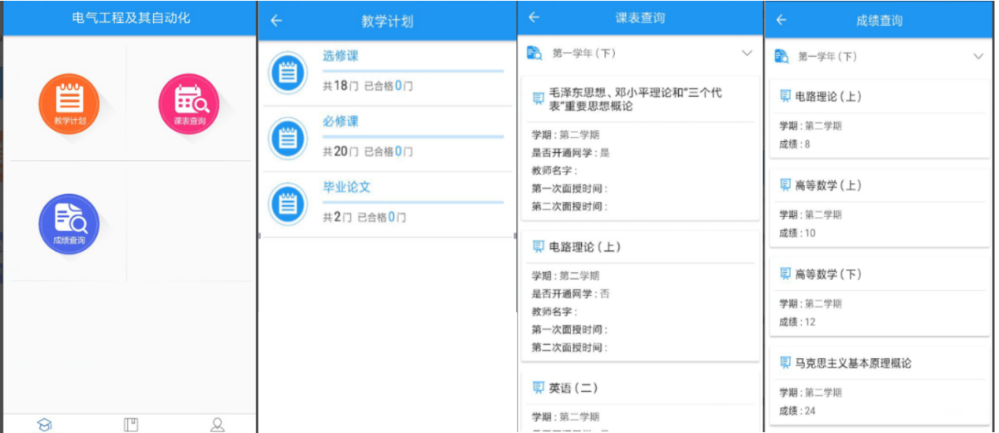 电气工程及其自动化
教学计划
课表查询
成绩查询
教学计划
选修课
共18门 已合格0门
必修课
共20门 已合格0门
毕业论文
共2门 已合格0门
课表查询
第一学年(下)
毛泽东思想、邓小平理论和"三个代
表"重要思想概论
学期:第二学期
是否开通网学:是
教师名字:
第一次面授时间:
第二次面授时间:
电路理论(上)
学期:第二学期
是否开通网学:否
教师名字:
第一次面授时间:
第二次面授时间:
英语(二)
学期:第二学期
成绩查询
第一学年(下)
电路理论(上)
学期:第二学期
成绩:8
高等数学(上)
学期:第二学期
成绩:10
高等数学(下)
学期:第二学期
成绩:12
马克思主义基本原理概论
学期:第二学期
成绩:24